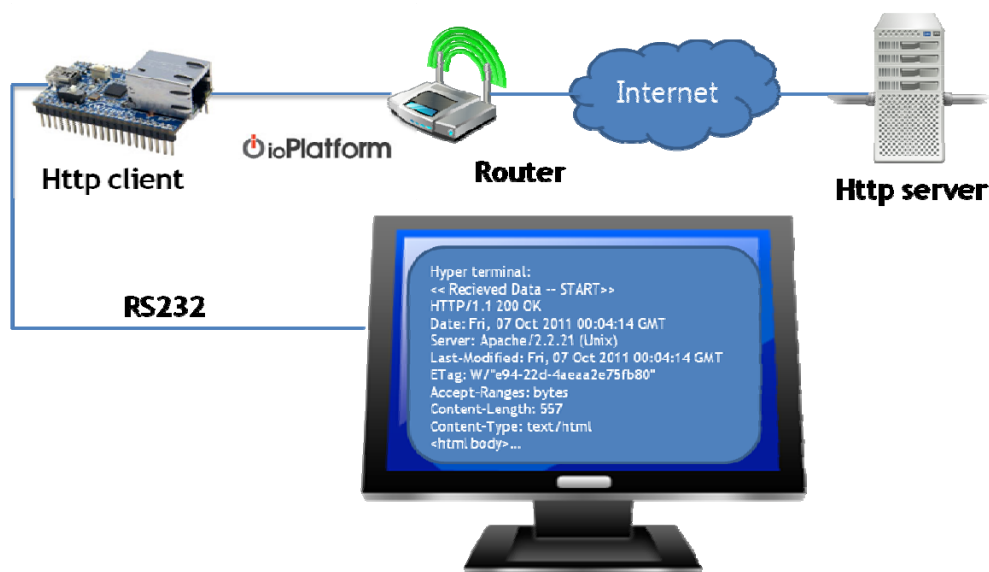 Internet
ioPlatform
Http client
Router
Http server
RS232
Hyper terminal:
<< Recieved Data -- START>>
HTTP/1.1 200 OK
Date: Fri, 07 Oct 2011 00:04:14 GMT
Server: Apache/2.2.21 (Unix)
Last-Modified: Fri, 07 Oct 2011 00:04:14 GMT
ETag: W/"e94-22d-4aeaa2e75fb80"
Accept-Ranges: bytes
Content-Length: 557
Content-Type: text/html
<html body>...